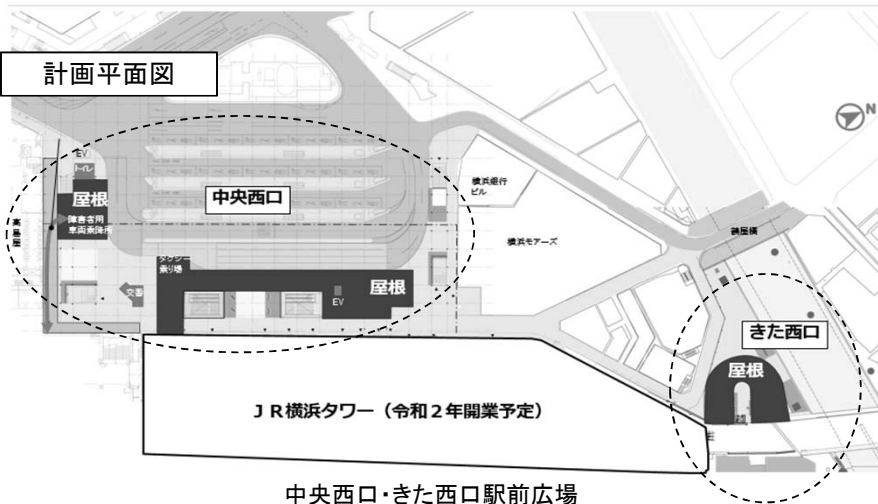 計画平面図
N
EV
トイレ
屋根
障害者用
車両乗降所
高島屋
中央西口
横浜銀行
ビル
横浜モアーズ
鶴屋橋
タクシー
乗り場
交番
EV
屋根
きた西口
屋根
JR横浜タワー（令和2年開業予定）
中央西口・きた西口駅前広場